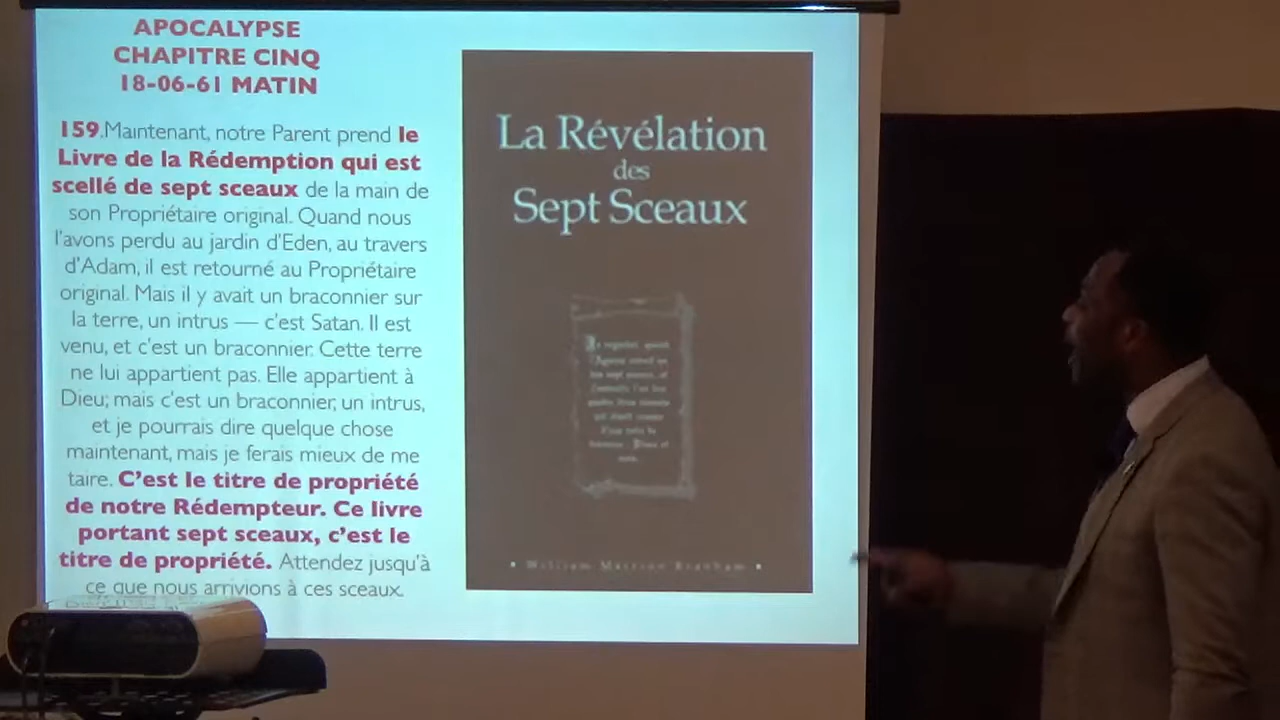 APOCALYPSE
CHAPITRE CINQ
18-06-61 MATIN
159.Maintenant, notre Parent prend le
Livre de la Rédemption qui est
scellé de sept sceaux de la main de
son Propriétaire original. Quand nous
l'avons perdu au jardin d'Eden, au travers
d'Adam, il est retourné au Propriétaire
original. Mais il y avait un braconnier sur
la terre, un intrus — c'est Satan. Il est
venu, et c'est un braconnier. Cette terre
ne lui appartient pas. Elle appartient à
Dieu; mais c'est un braconnier, un intrus,
et je pourrais dire quelque chose
maintenant, mais je ferais mieux de me
taire. C'est le titre de propriété
de notre Rédempteur. Ce livre
portant sept sceaux, c'est le
titre de propriété. Attendez jusqu'à
ce que nous arrivions à ces sceaux.
La Révélation
des
Sept Sceaux
• William Marrion Branham •